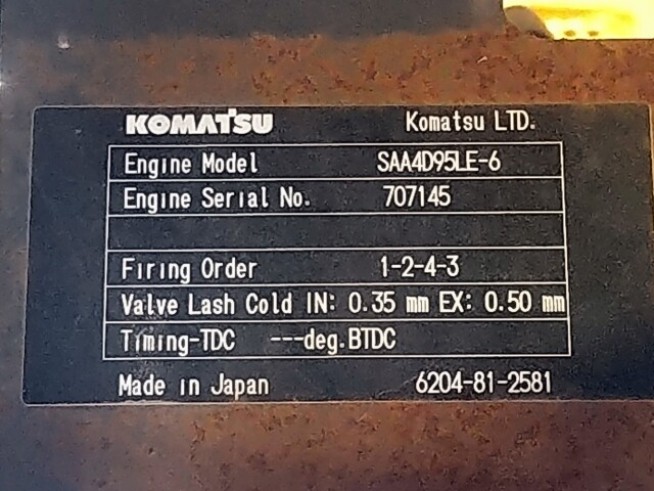 KOMATSU Komatsu LTD.
Engine Model SAA4D95LE-6
Engine Serial No. 707145
Firing Order 1-2-4-3
Valve Lash Cold IN: 0.35 mm EX: 0.50 mm
Timing-TDC ---deg.BTDC
Made in Japan 6204-81-2581